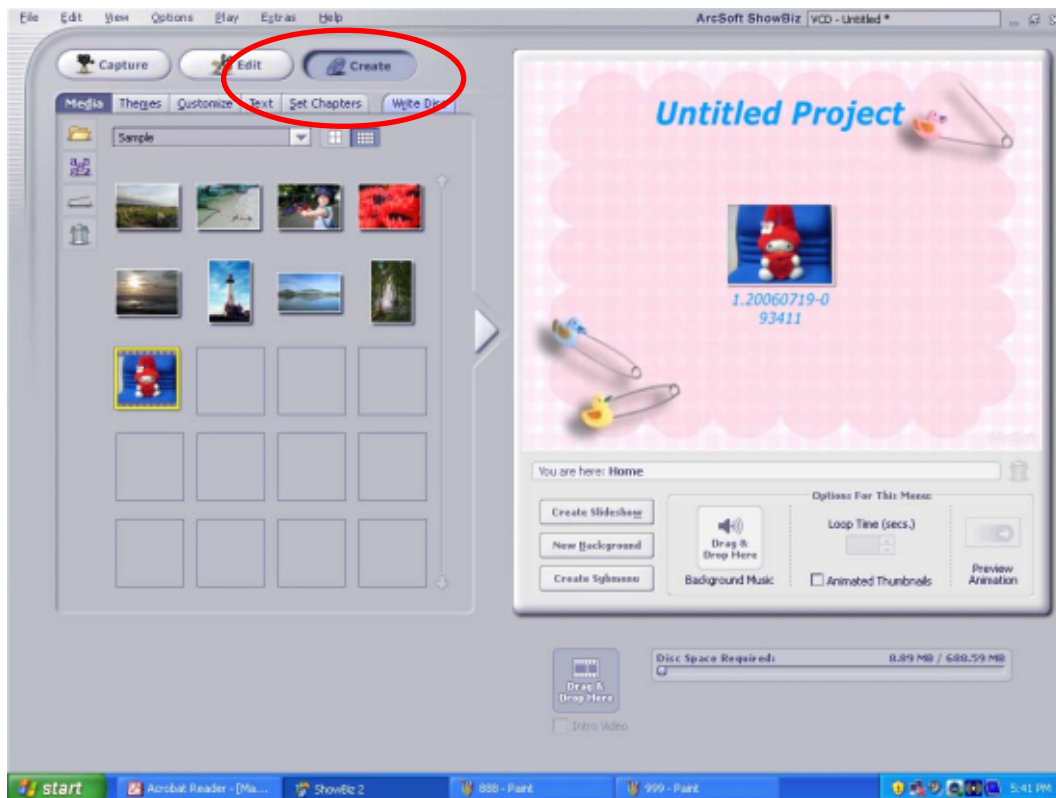 File Edit View Options Play Extras Help ArcSoft ShowBiz VCD - Untitled *
Capture Edit Create
Media Themes Customize Text Set Chapters Write Disc
Sample
Untitled Project
1.20060719-0
93411
©ArcSoft
You are here: Home
Create Slideshow
New Background
Create Submenu
Options For This Menu:
Drag &
Drop Here
Background Music
Loop Time (secs.)
Animated Thumbnails
Preview
Animation
Drag &
Drop Here
Intro Video
Disc Space Required: 8.89 MB / 688.59 MB
start Acrobat Reader - [Ma... ShowBiz 2 888 - Paint 999 - Paint 5:41 PM